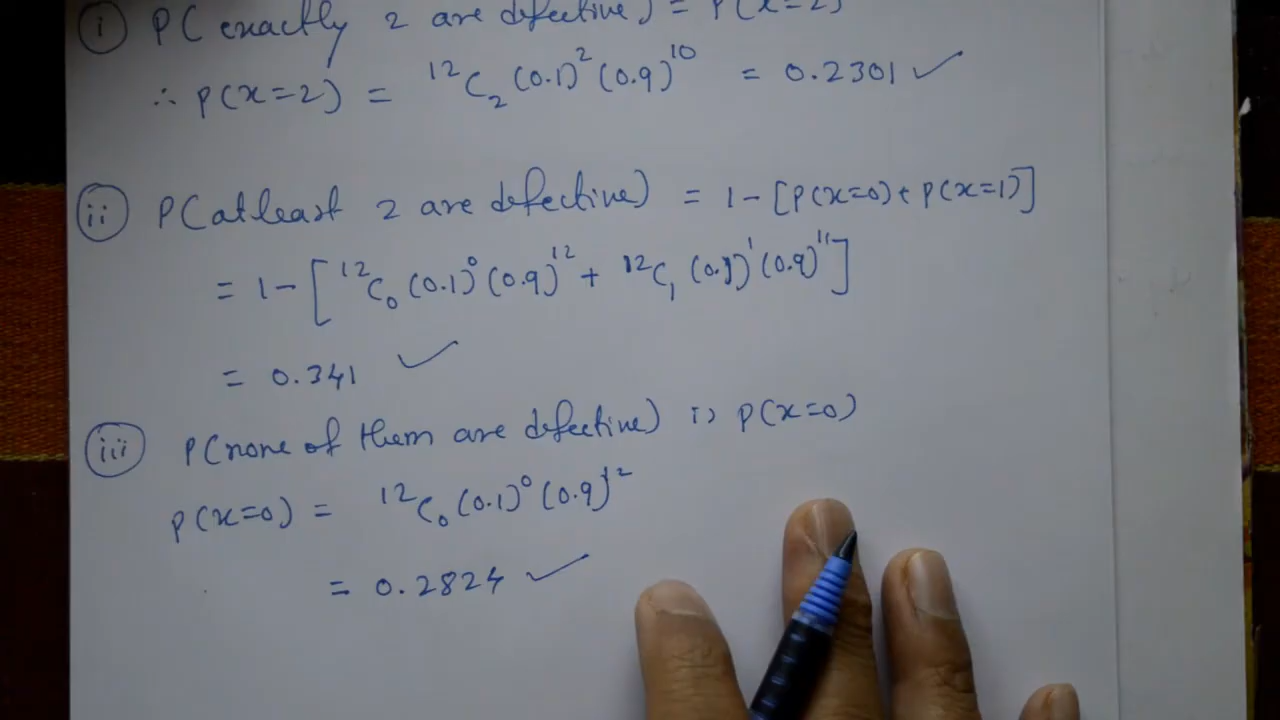 (i) P( exactly 2 are defective) = P(x=2)
∴ P(x=2) = ¹²C₂ (0.1)² (0.9)¹⁰ = 0.2301 ✓
(ii) P(atleast 2 are defective) = 1 - [P(x=0) + P(x=1)]
= 1 - [ ¹²C₀ (0.1)⁰ (0.9)¹² + ¹²C₁ (0.1)¹ (0.9)¹¹ ]
= 0.341 ✓
(iii) P(none of them are defective) is P(x=0)
P(x=0) = ¹²C₀ (0.1)⁰ (0.9)¹²
= 0.2824 ✓